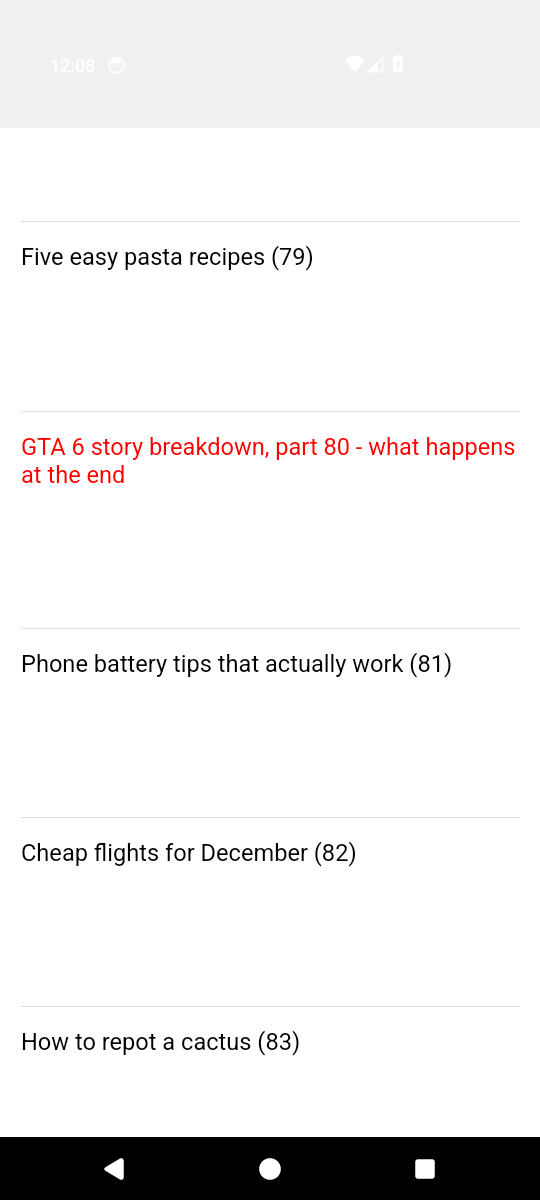 12:08
Five easy pasta recipes (79)
GTA 6 story breakdown, part 80 - what happens
at the end
Phone battery tips that actually work (81)
Cheap flights for December (82)
How to repot a cactus (83)